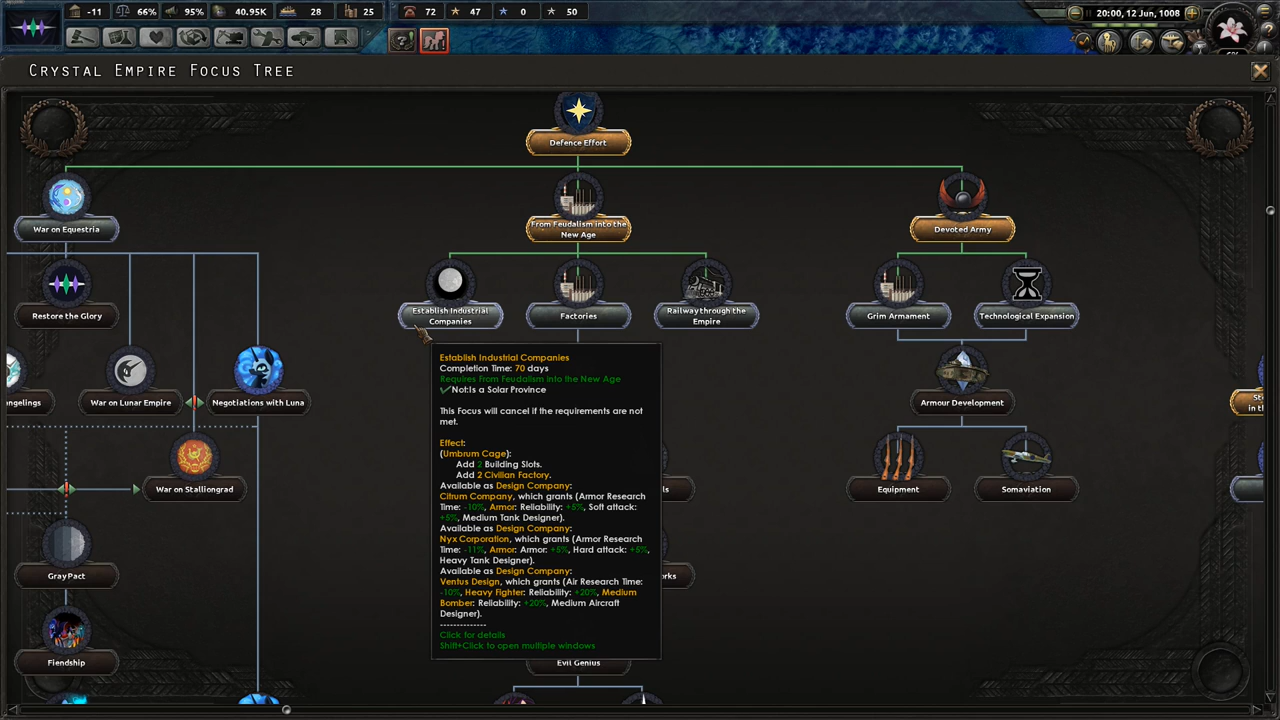 -11 66% 95% 40.95K 28 25 72 47 0 50 20:00, 12 Jun, 1008
Crystal Empire Focus Tree
Defence Effort
War on Equestria From Feudalism into the
New Age Devoted Army
Restore the Glory Establish Industrial
Companies Factories Railway through the
Empire Grim Armament Technological Expansion
Establish Industrial Companies
Completion Time: 70 days
Requires From Feudalism into the New Age
Not:Is a Solar Province
This Focus will cancel if the requirements are not
met.
Effect:
(Umbrum Cage):
Add 2 Building Slots.
Add 2 Civilian Factory.
Available as Design Company:
Citrum Company, which grants (Armor Research
Time: -10%, Armor: Reliability: +5%, Soft attack:
+5%, Medium Tank Designer).
Available as Design Company:
Nyx Corporation, which grants (Armor Research
Time: -11%, Armor: Armor: +5%, Hard attack: +5%,
Heavy Tank Designer).
Available as Design Company:
Ventus Design, which grants (Air Research Time:
-10%, Heavy Fighter: Reliability: +20%, Medium
Bomber: Reliability: +20%, Medium Aircraft
Designer).
--------------
Click for details
Shift+Click to open multiple windows
angelings War on Lunar Empire Negotiations with Luna Armour Development
War on Stalliongrad Equipment Somaviation
Gray Pact orks
Fiendship Evil Genius